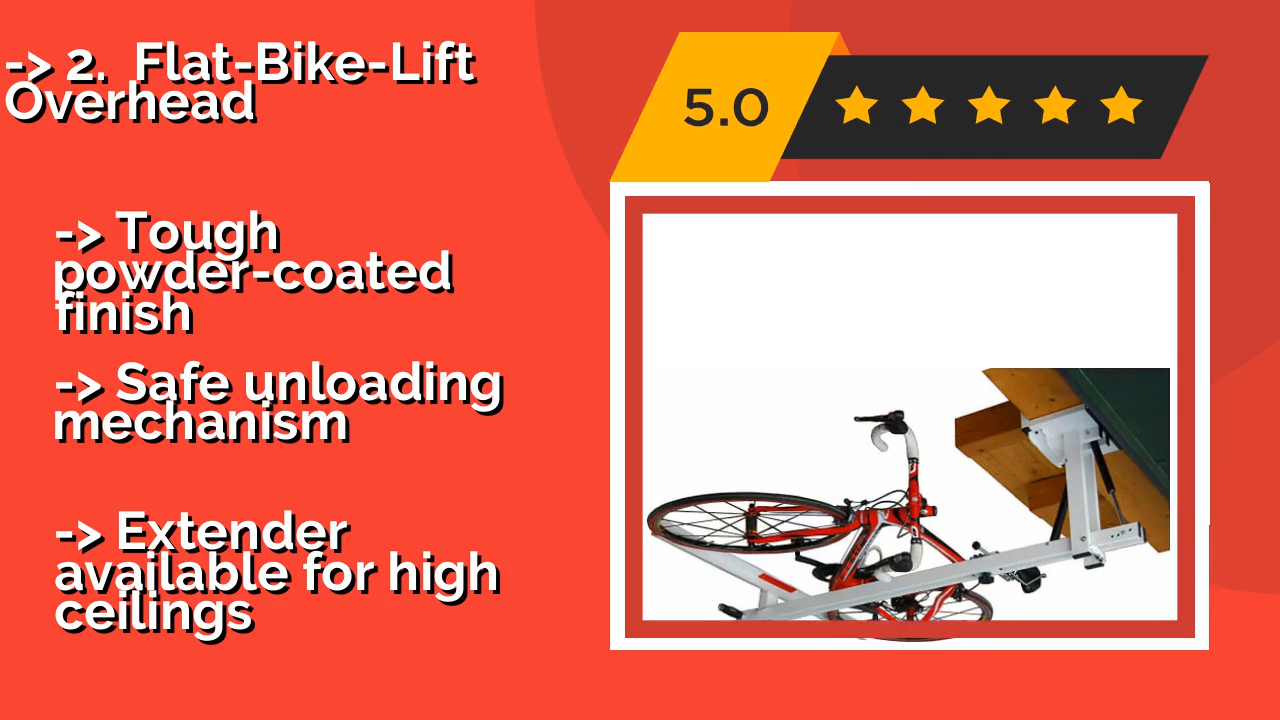 -> 2.  Flat-Bike-Lift
Overhead
5.0
-> Tough
powder-coated
finish
-> Safe unloading
mechanism
-> Extender
available for high
ceilings